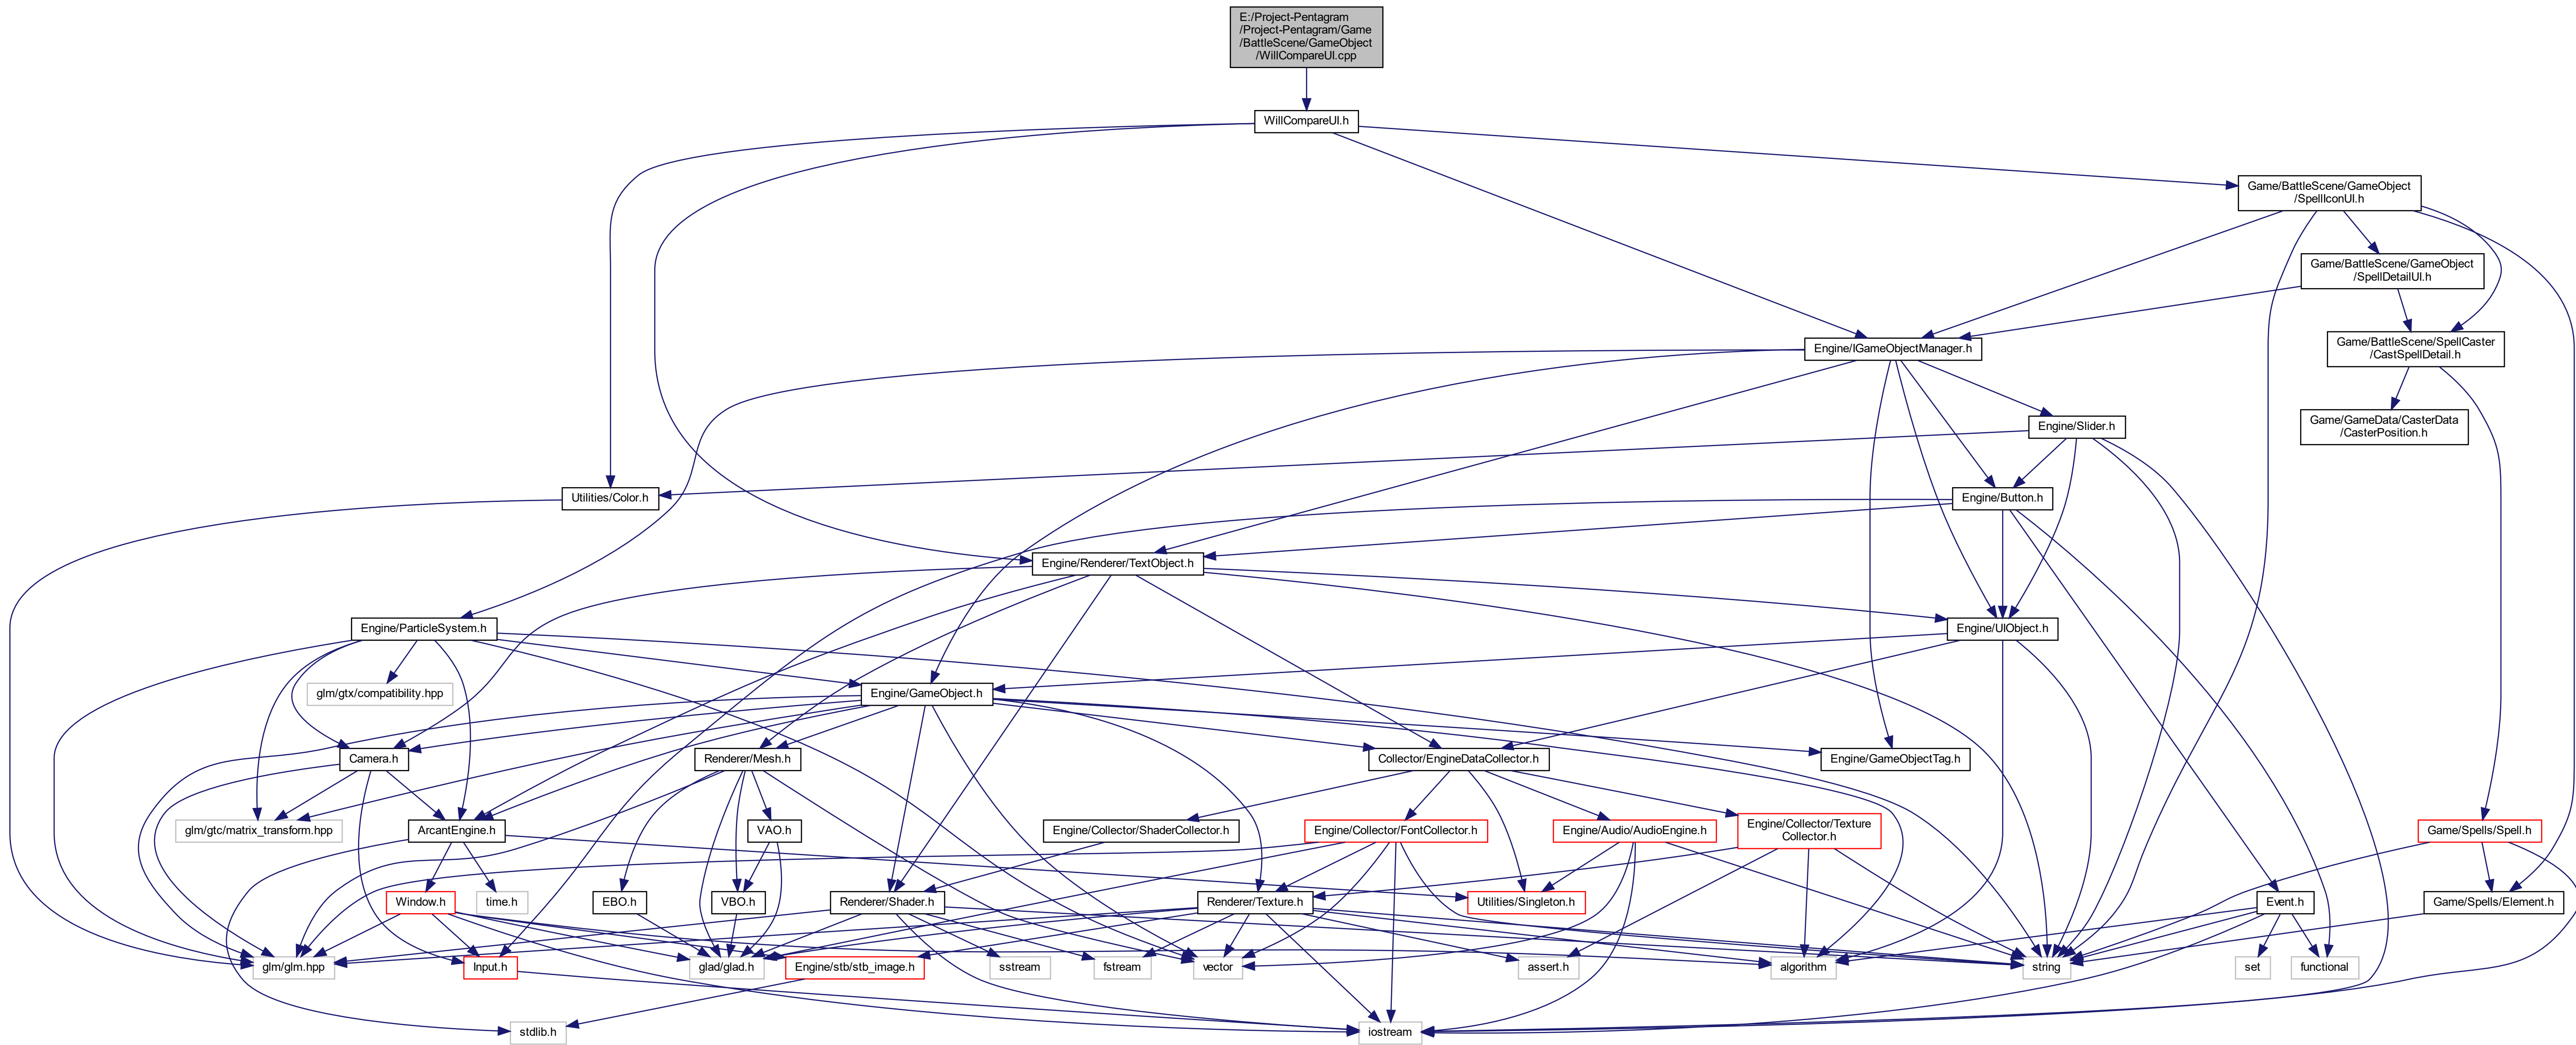 E:/Project-Pentagram
/Project-Pentagram/Game
/BattleScene/GameObject
/WillCompareUI.cpp
WillCompareUI.h
Game/BattleScene/GameObject
/SpellIconUI.h
Game/BattleScene/GameObject
/SpellDetailUI.h
Engine/IGameObjectManager.h
Game/BattleScene/SpellCaster
/CastSpellDetail.h
Engine/Slider.h
Game/GameData/CasterData
/CasterPosition.h
Utilities/Color.h
Engine/Button.h
Engine/Renderer/TextObject.h
Engine/ParticleSystem.h
Engine/UIObject.h
glm/gtx/compatibility.hpp
Engine/GameObject.h
Camera.h
Renderer/Mesh.h
Collector/EngineDataCollector.h
Engine/GameObjectTag.h
glm/gtc/matrix_transform.hpp
ArcantEngine.h
VAO.h
Engine/Collector/ShaderCollector.h
Engine/Collector/FontCollector.h
Engine/Audio/AudioEngine.h
Engine/Collector/Texture
Collector.h
Game/Spells/Spell.h
Window.h
time.h
EBO.h
VBO.h
Renderer/Shader.h
Renderer/Texture.h
Utilities/Singleton.h
Event.h
Game/Spells/Element.h
glm/glm.hpp
Input.h
glad/glad.h
Engine/stb/stb_image.h
sstream
fstream
vector
assert.h
algorithm
string
set
functional
stdlib.h
iostream